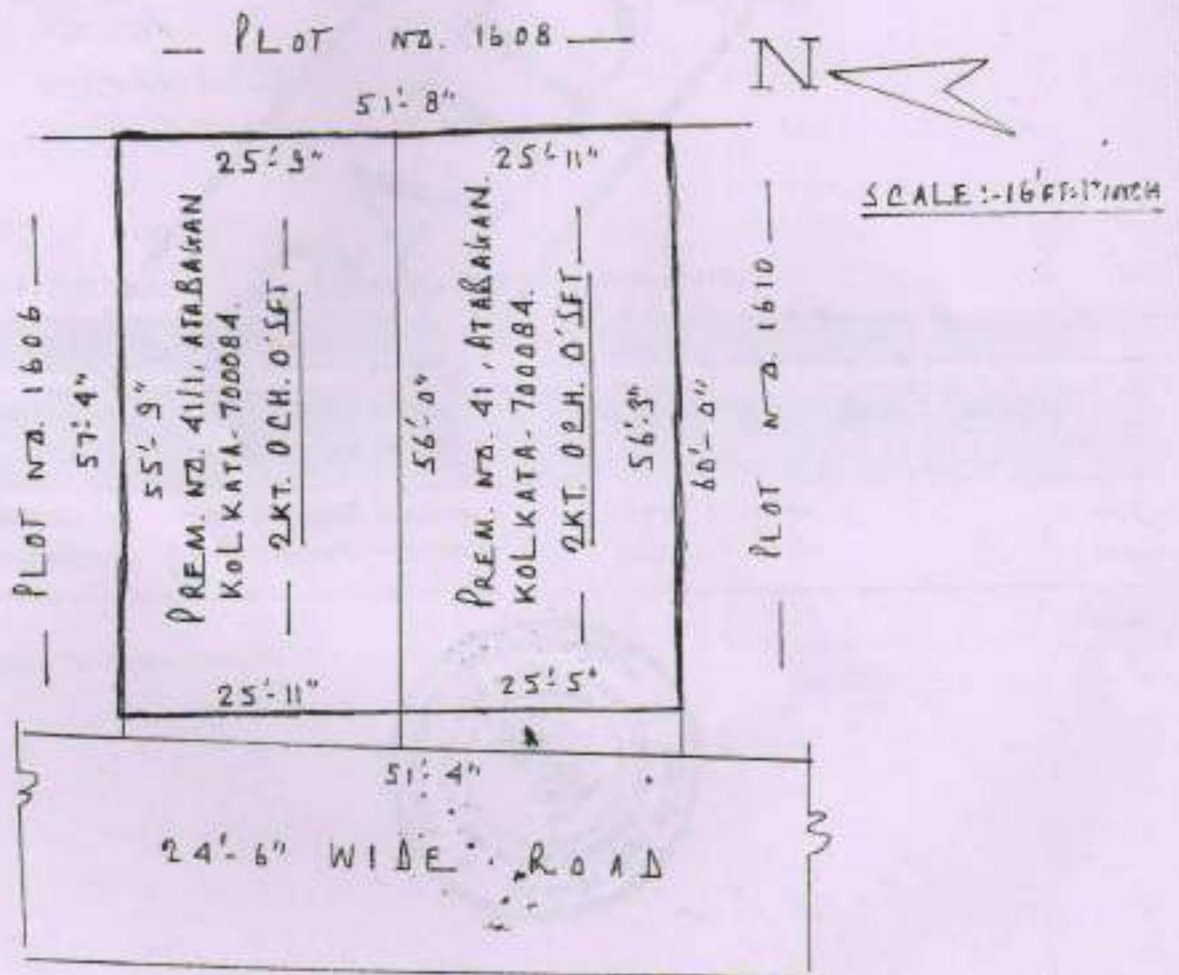 — PLOT NO. 1608 —
N
51'-8"
25'-9"
25'-11"
SCALE:-16'FT=1"INCH
— PLOT NO. 1606 —
57'-4"
55'-9"
PREM. NO. 41/1, ATABAGAN
KOLKATA-700084.
— 2KT. 0CH. 0'SFT —
56'-0"
PREM. NO. 41, ATABAGAN.
KOLKATA-700084.
— 2KT. 0CH. 0'SFT —
56'-3"
60'-0"
— PLOT NO. 1610 —
25'-11"
25'-5"
51'-4"
24'-6" WIDE ROAD